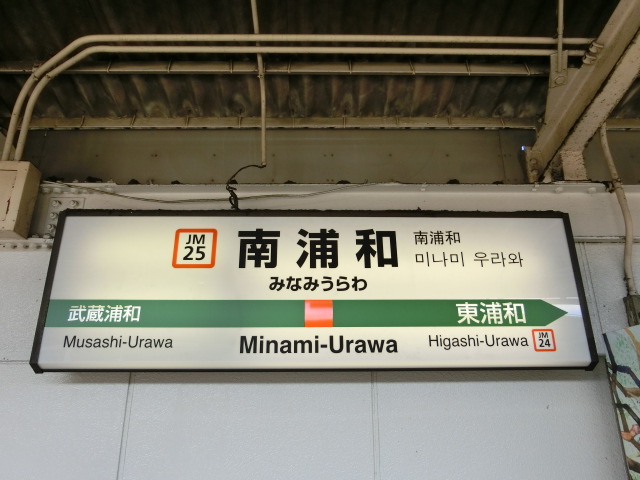 JM
25
南浦和
南浦和
미나미 우라와
みなみうらわ
武蔵浦和
東浦和
Musashi-Urawa
Minami-Urawa
Higashi-Urawa
JM
24